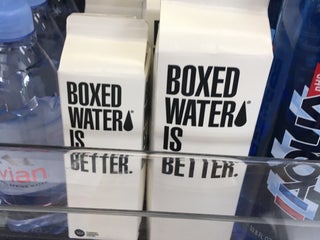 BOXED
WATER
IS
BETTER.
BOXED
WATER
IS
BETTER.
vian